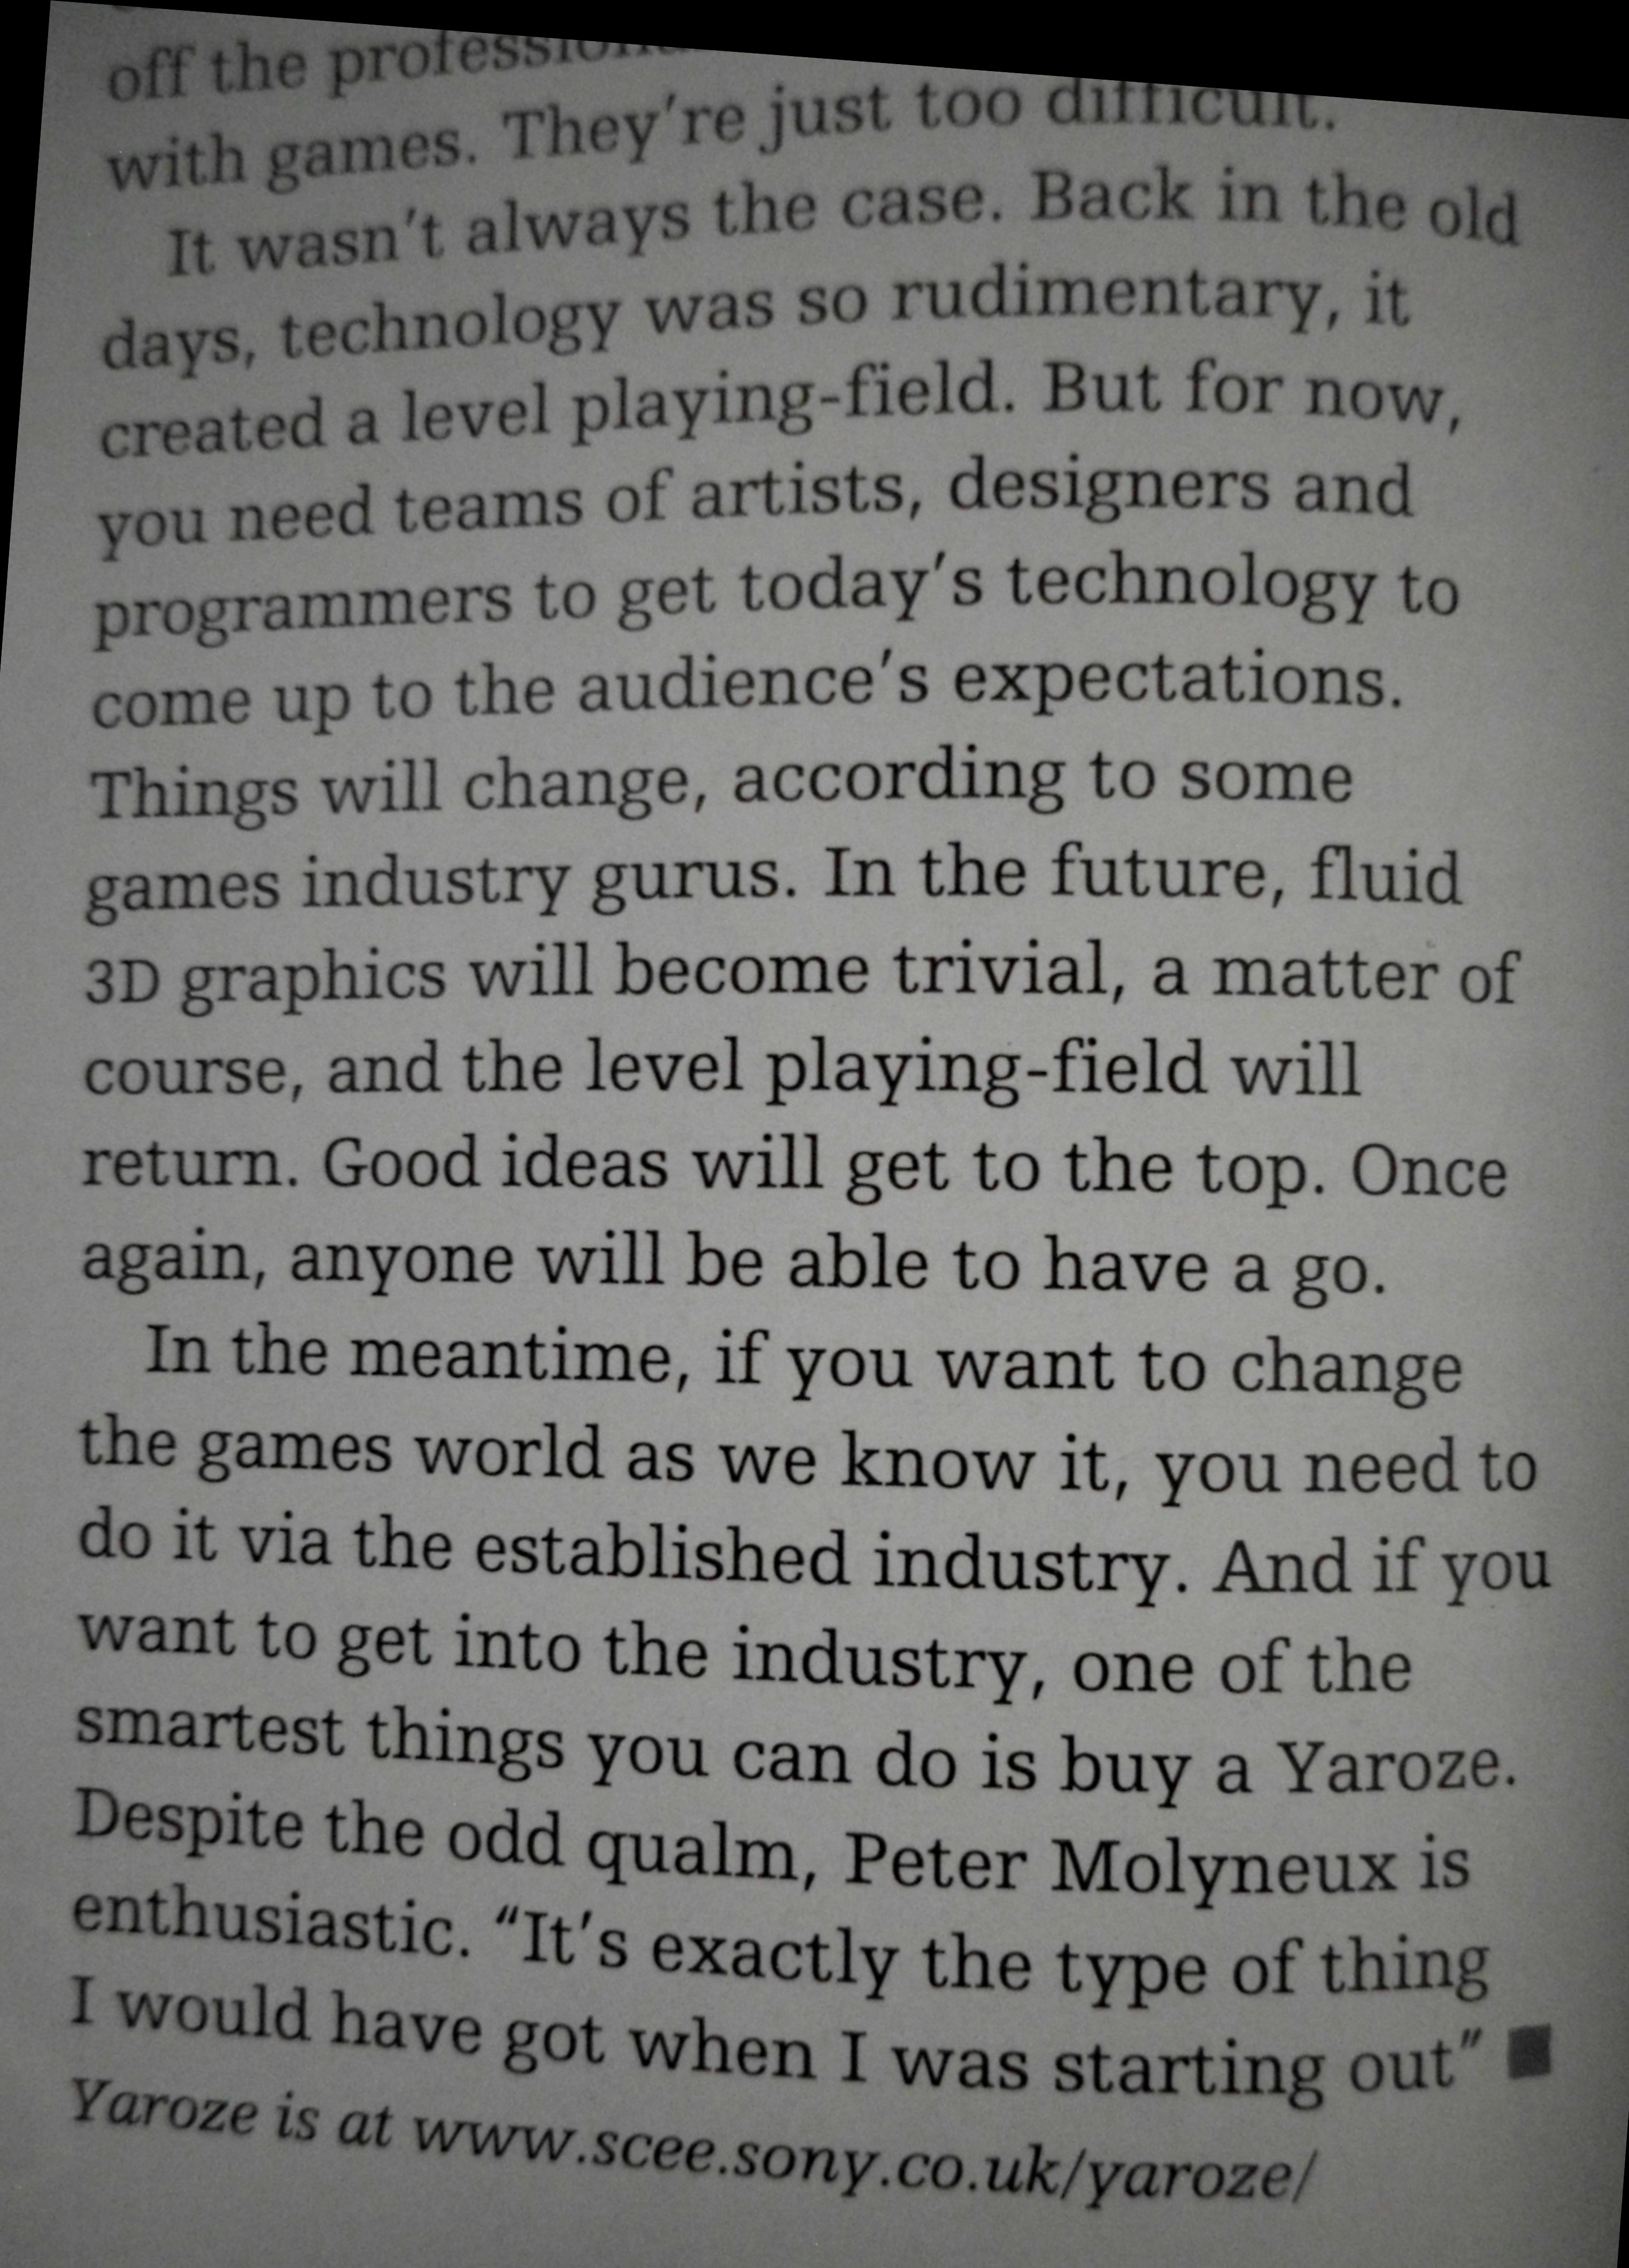 off the
with games. They're just too difficult.
It wasn't always the case. Back in the old
days, technology was so rudimentary, it
created a level playing-field. But for now,
you need teams of artists, designers and
programmers to get today's technology to
come up to the audience's expectations.
Things will change, according to some
games industry gurus. In the future, fluid
3D graphics will become trivial, a matter of
course, and the level playing-field will
return. Good ideas will get to the top. Once
again, anyone will be able to have a go.
In the meantime, if you want to change
the games world as we know it, you need to
do it via the established industry. And if you
want to get into the industry, one of the
smartest things you can do is buy a Yaroze.
Despite the odd qualm, Peter Molyneux is
enthusiastic. “It's exactly the type of thing
I would have got when I was starting out” ■
Yaroze is at www.scee.sony.co.uk/yaroze/